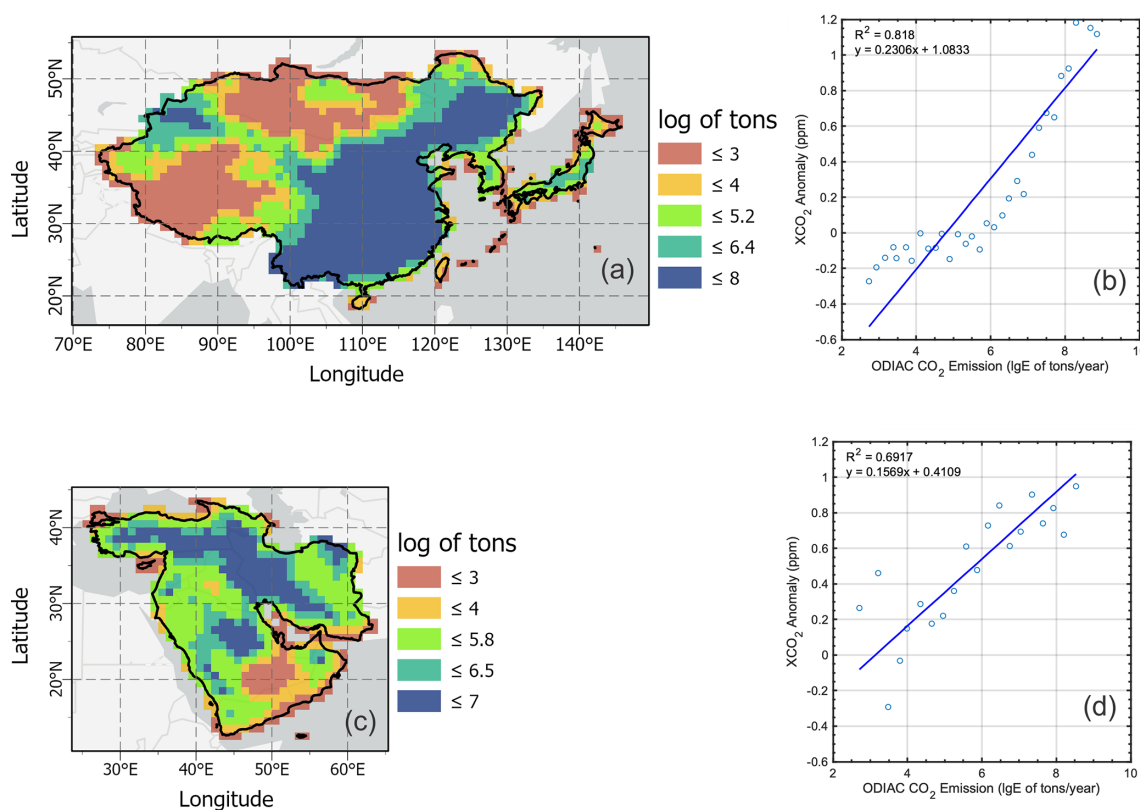 log of tons
≤ 3
≤ 4
≤ 5.2
≤ 6.4
≤ 8
(a)
Latitude
50°N
40°N
30°N
20°N
70°E 80°E 90°E 100°E 110°E 120°E 130°E 140°E
Longitude
R² = 0.818
y = 0.2306x + 1.0833
(b)
XCO₂ Anomaly (ppm)
1.2
1
0.8
0.6
0.4
0.2
0
-0.2
-0.4
-0.6
2 4 6 8 10
ODIAC CO₂ Emission (lgE of tons/year)
log of tons
≤ 3
≤ 4
≤ 5.8
≤ 6.5
≤ 7
(c)
Latitude
40°N
30°N
20°N
30°E 40°E 50°E 60°E
Longitude
R² = 0.6917
y = 0.1569x + 0.4109
(d)
XCO₂ Anomaly (ppm)
1.2
1
0.8
0.6
0.4
0.2
0
-0.2
-0.4
-0.6
2 4 6 8 10
ODIAC CO₂ Emission (lgE of tons/year)